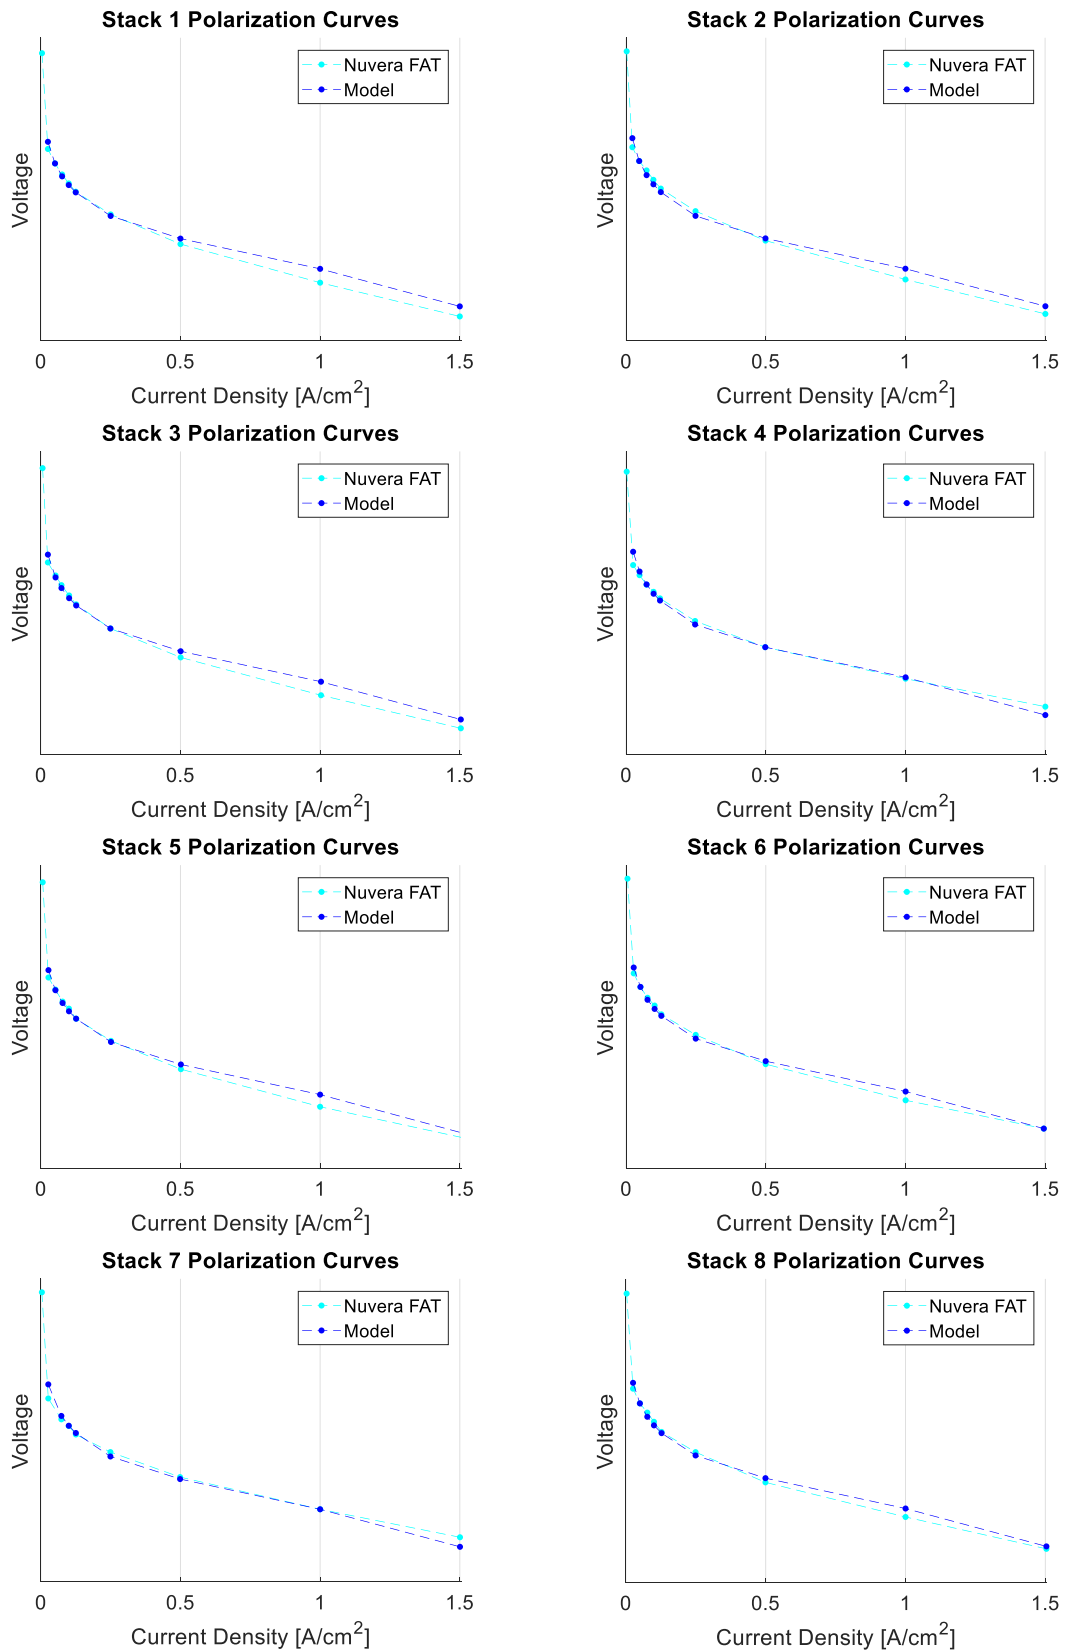 Stack 1 Polarization Curves
Nuvera FAT
Model
Voltage
0 0.5 1 1.5
Current Density [A/cm²]
Stack 2 Polarization Curves
Nuvera FAT
Model
Voltage
0 0.5 1 1.5
Current Density [A/cm²]
Stack 3 Polarization Curves
Nuvera FAT
Model
Voltage
0 0.5 1 1.5
Current Density [A/cm²]
Stack 4 Polarization Curves
Nuvera FAT
Model
Voltage
0 0.5 1 1.5
Current Density [A/cm²]
Stack 5 Polarization Curves
Nuvera FAT
Model
Voltage
0 0.5 1 1.5
Current Density [A/cm²]
Stack 6 Polarization Curves
Nuvera FAT
Model
Voltage
0 0.5 1 1.5
Current Density [A/cm²]
Stack 7 Polarization Curves
Nuvera FAT
Model
Voltage
0 0.5 1 1.5
Current Density [A/cm²]
Stack 8 Polarization Curves
Nuvera FAT
Model
Voltage
0 0.5 1 1.5
Current Density [A/cm²]